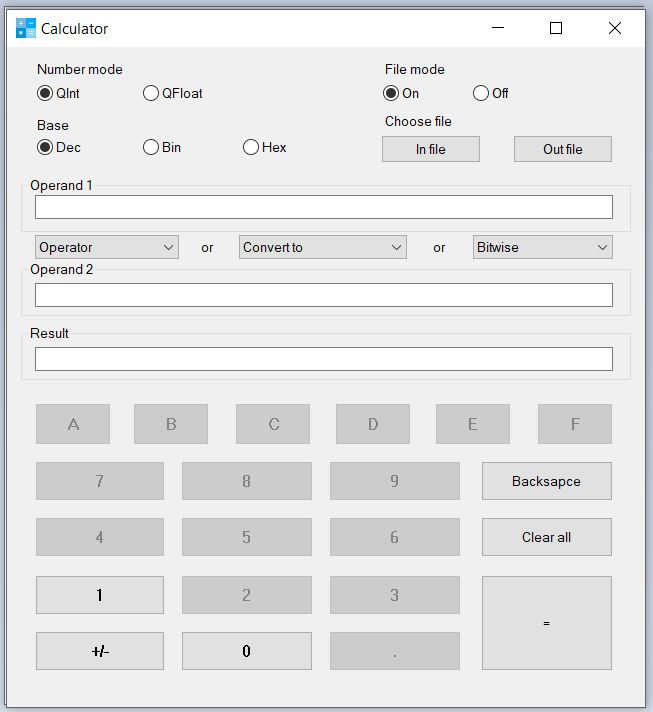 Calculator
Number mode
File mode
QInt
QFloat
On
Off
Base
Choose file
Dec
Bin
Hex
In file
Out file
Operand 1
Operator
or
Convert to
or
Bitwise
Operand 2
Result
A
B
C
D
E
F
7
8
9
Backsapce
4
5
6
Clear all
1
2
3
=
+/-
0
.